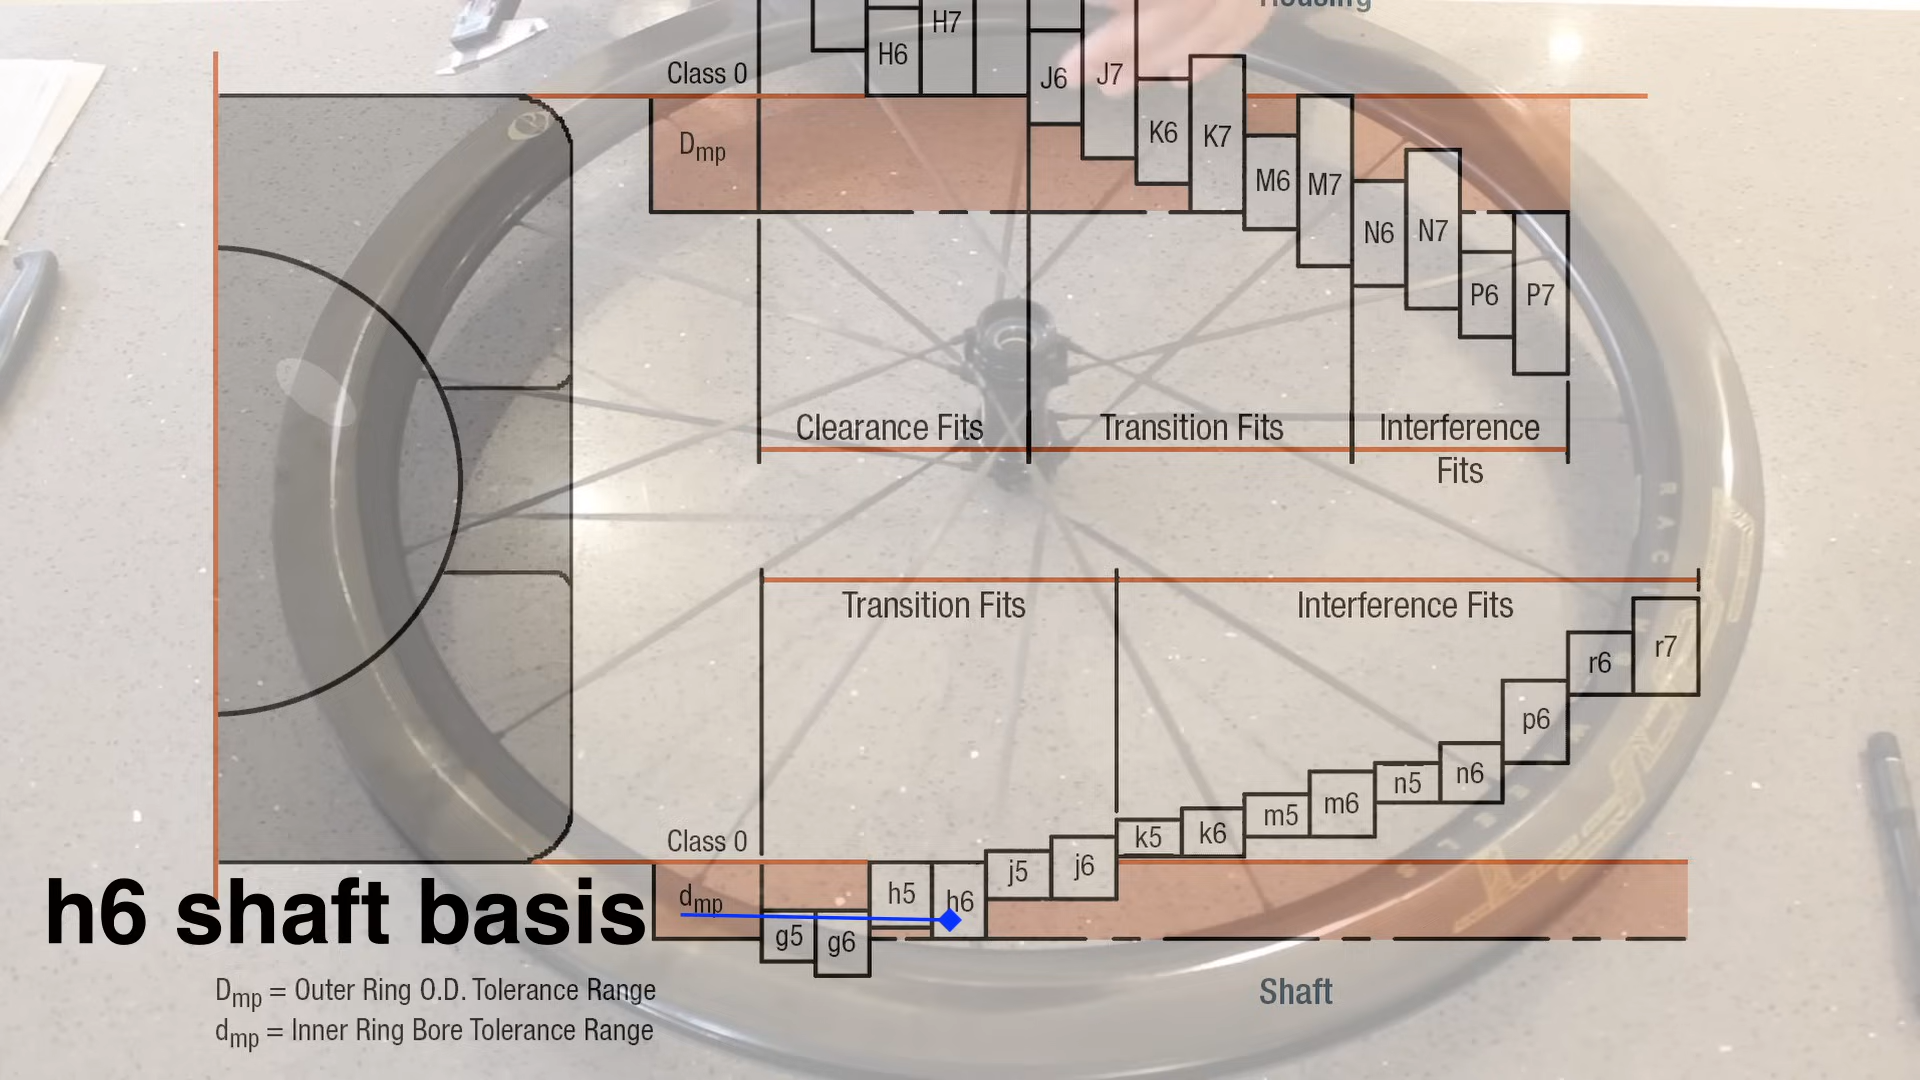 Housing
H7
H6
Class 0
J6
J7
D mp
K6
K7
M6
M7
N6
N7
P6
P7
Clearance Fits
Transition Fits
Interference
Fits
Transition Fits
Interference Fits
r7
r6
p6
n6
n5
m6
m5
k6
k5
Class 0
j6
j5
h5
h6
d mp
g5
g6
h6 shaft basis
Dmp = Outer Ring O.D. Tolerance Range
dmp = Inner Ring Bore Tolerance Range
Shaft
RAC